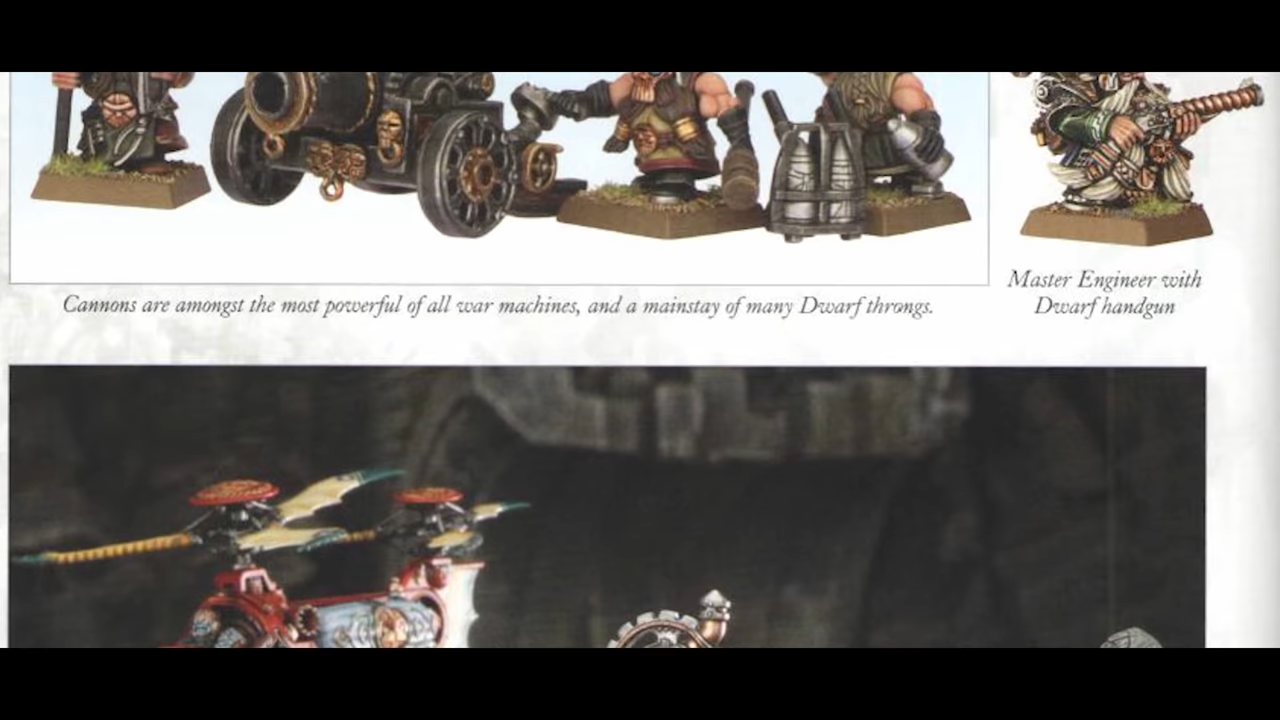 Cannons are amongst the most powerful of all war machines, and a mainstay of many Dwarf throngs.
Master Engineer with
Dwarf handgun